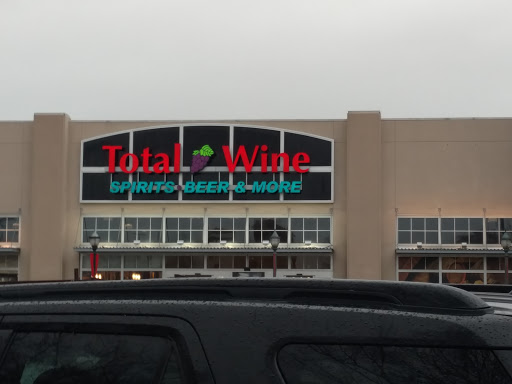 Total Wine
SPIRITS • BEER & MORE